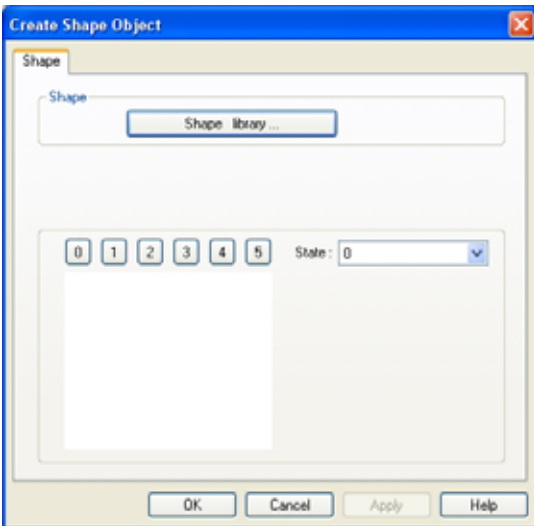 Create Shape Object
Shape
Shape
Shape library...
0 1 2 3 4 5 State: 0
OK Cancel Apply Help